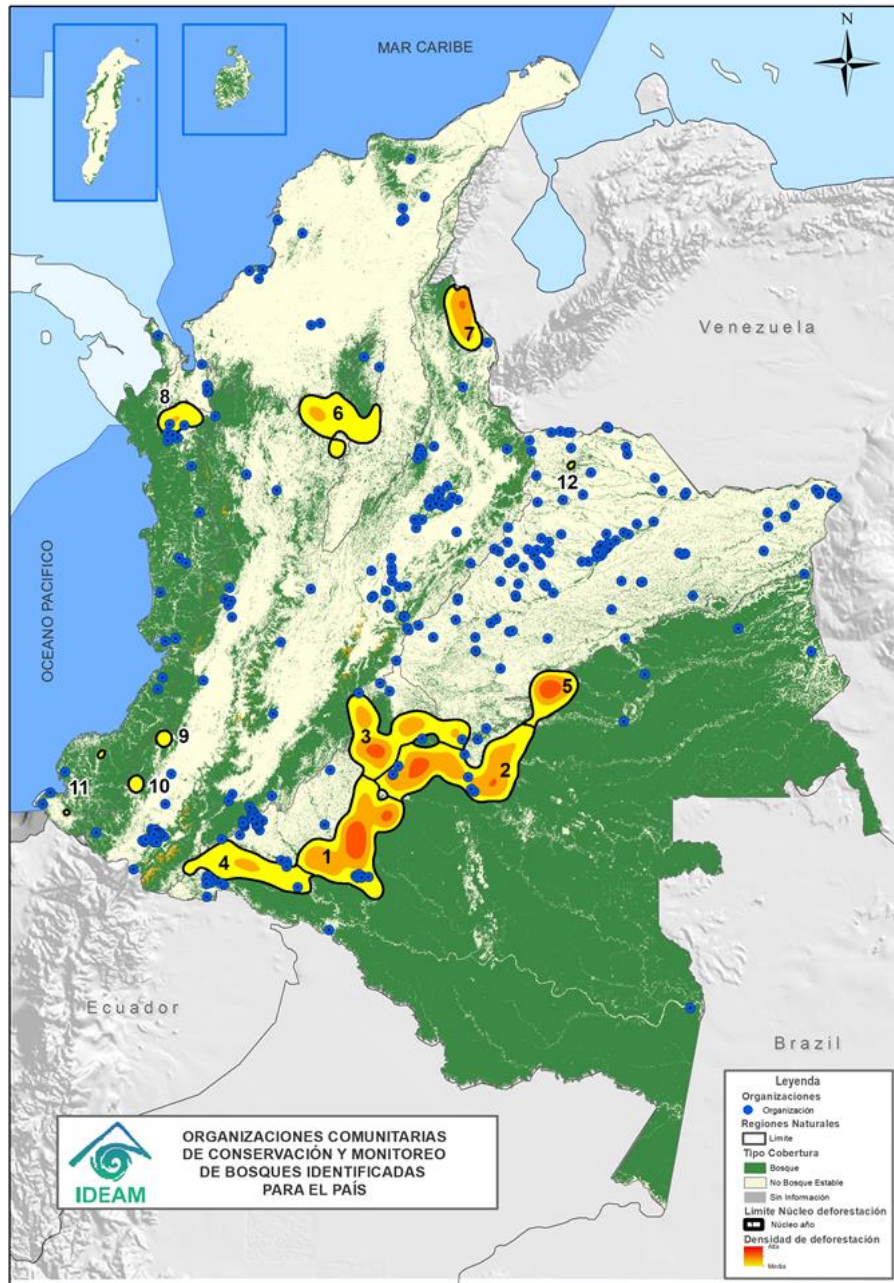 N
MAR CARIBE
Venezuela
OCEANO PACIFICO
7
8
6
12
5
9
3
10
2
11
1
4
Ecuador
Brazil
IDEAM
ORGANIZACIONES COMUNITARIAS
DE CONSERVACIÓN Y MONITOREO
DE BOSQUES IDENTIFICADAS
PARA EL PAÍS
Leyenda
Organizaciones
Organización
Regiones Naturales
Límite
Tipo Cobertura
Bosque
No Bosque Estable
Sin Información
Límite Núcleo deforestación
Núcleo año
Densidad de deforestación
Alta
Media